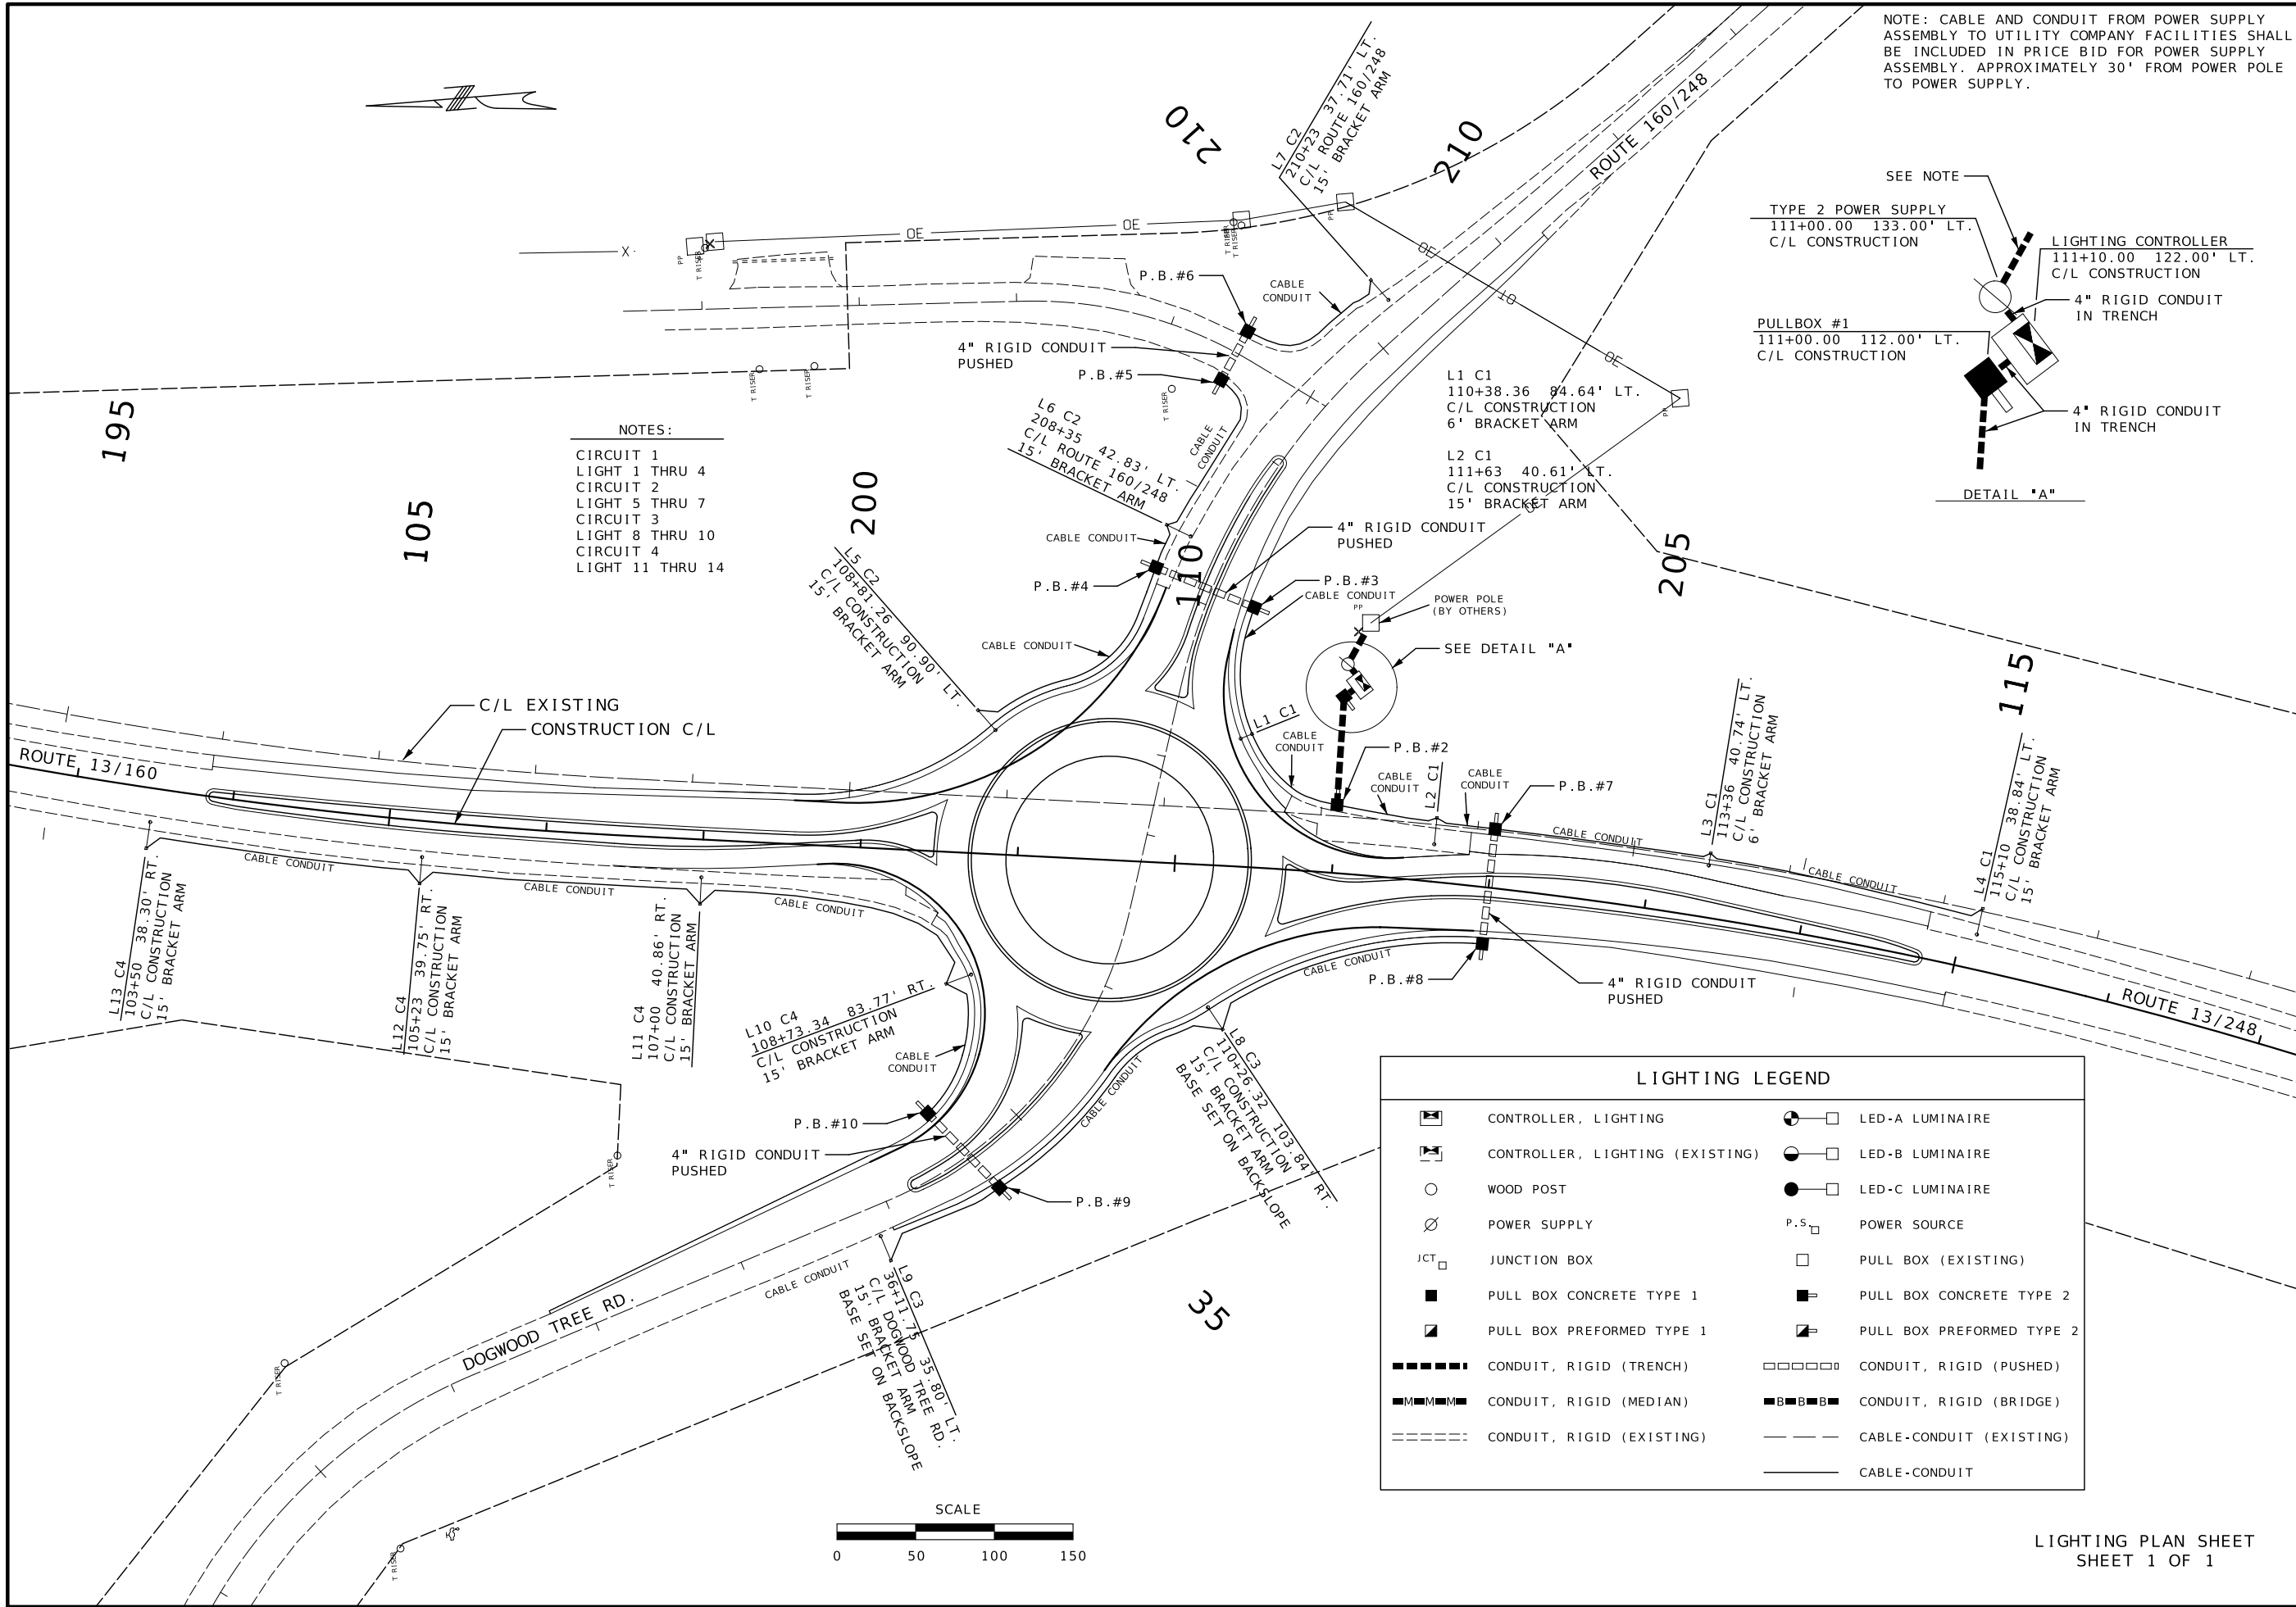 NOTE: CABLE AND CONDUIT FROM POWER SUPPLY
ASSEMBLY TO UTILITY COMPANY FACILITIES SHALL
BE INCLUDED IN PRICE BID FOR POWER SUPPLY
ASSEMBLY. APPROXIMATELY 30' FROM POWER POLE
TO POWER SUPPLY.
SEE NOTE
TYPE 2 POWER SUPPLY
111+00.00 133.00' LT.
C/L CONSTRUCTION
LIGHTING CONTROLLER
111+10.00 122.00' LT.
C/L CONSTRUCTION
4" RIGID CONDUIT
IN TRENCH
PULLBOX #1
111+00.00 112.00' LT.
C/L CONSTRUCTION
4" RIGID CONDUIT
IN TRENCH
DETAIL "A"
ROUTE 160/248
210
210
L7 C2
210+23 37.71' LT.
C/L ROUTE 160/248
15' BRACKET ARM
X
OE
OE
OE
OE
OE
OE
PP
T RISER
T RISER
T RISER
PP
PP
P.B.#6
CABLE
CONDUIT
4" RIGID CONDUIT
PUSHED
P.B.#5
T RISER
T RISER
T RISER
L6 C2
208+35 42.83' LT.
C/L ROUTE 160/248
15' BRACKET ARM
CABLE
CONDUIT
L1 C1
110+38.36 84.64' LT.
C/L CONSTRUCTION
6' BRACKET ARM
L2 C1
111+63 40.61' LT.
C/L CONSTRUCTION
15' BRACKET ARM
195
105
200
110
205
115
NOTES:
CIRCUIT 1
LIGHT 1 THRU 4
CIRCUIT 2
LIGHT 5 THRU 7
CIRCUIT 3
LIGHT 8 THRU 10
CIRCUIT 4
LIGHT 11 THRU 14
CABLE CONDUIT
4" RIGID CONDUIT
PUSHED
P.B.#4
P.B.#3
CABLE CONDUIT
PP
POWER POLE
(BY OTHERS)
SEE DETAIL "A"
L5 C2
108+81.26 90.90' LT.
C/L CONSTRUCTION
15' BRACKET ARM
CABLE CONDUIT
C/L EXISTING
CONSTRUCTION C/L
ROUTE 13/160
L1 C1
CABLE
CONDUIT
P.B.#2
CABLE
CONDUIT
L2 C1
CABLE
CONDUIT
P.B.#7
CABLE CONDUIT
L3 C1
113+36 40.74' LT.
C/L CONSTRUCTION
6' BRACKET ARM
CABLE CONDUIT
L4 C1
115+10 38.84' LT.
C/L CONSTRUCTION
15' BRACKET ARM
CABLE CONDUIT
CABLE CONDUIT
CABLE CONDUIT
L13 C4
103+50 38.30' RT.
C/L CONSTRUCTION
15' BRACKET ARM
L12 C4
105+23 39.75' RT.
C/L CONSTRUCTION
15' BRACKET ARM
L11 C4
107+00 40.86' RT.
C/L CONSTRUCTION
15' BRACKET ARM
L10 C4
108+73.34 83.77' RT.
C/L CONSTRUCTION
15' BRACKET ARM
CABLE
CONDUIT
CABLE CONDUIT
P.B.#8
4" RIGID CONDUIT
PUSHED
ROUTE 13/248
P.B.#10
4" RIGID CONDUIT
PUSHED
T RISER
CABLE CONDUIT
L8 C3
110+26.32 103.84' RT.
C/L CONSTRUCTION
15' BRACKET ARM
BASE SET ON BACKSLOPE
P.B.#9
CABLE CONDUIT
L9 C3
36+11.75 35.80' LT.
C/L DOGWOOD TREE RD.
15' BRACKET ARM
BASE SET ON BACKSLOPE
35
DOGWOOD TREE RD.
T RISER
T RISER
SCALE
0 50 100 150
LIGHTING LEGEND
CONTROLLER, LIGHTING
LED-A LUMINAIRE
CONTROLLER, LIGHTING (EXISTING)
LED-B LUMINAIRE
WOOD POST
LED-C LUMINAIRE
POWER SUPPLY
P.S. POWER SOURCE
JCT JUNCTION BOX
PULL BOX (EXISTING)
PULL BOX CONCRETE TYPE 1
PULL BOX CONCRETE TYPE 2
PULL BOX PREFORMED TYPE 1
PULL BOX PREFORMED TYPE 2
CONDUIT, RIGID (TRENCH)
CONDUIT, RIGID (PUSHED)
M M M CONDUIT, RIGID (MEDIAN)
B B B CONDUIT, RIGID (BRIDGE)
CONDUIT, RIGID (EXISTING)
CABLE-CONDUIT (EXISTING)
CABLE-CONDUIT
LIGHTING PLAN SHEET
SHEET 1 OF 1